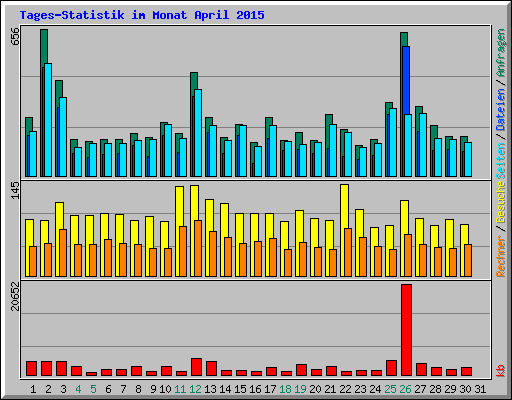 Tages-Statistik im Monat April 2015
656
145
20652
Rechner / Besuche Seiten / Dateien / Anfragen
kb
1 2 3 4 5 6 7 8 9 10 11 12 13 14 15 16 17 18 19 20 21 22 23 24 25 26 27 28 29 30 31